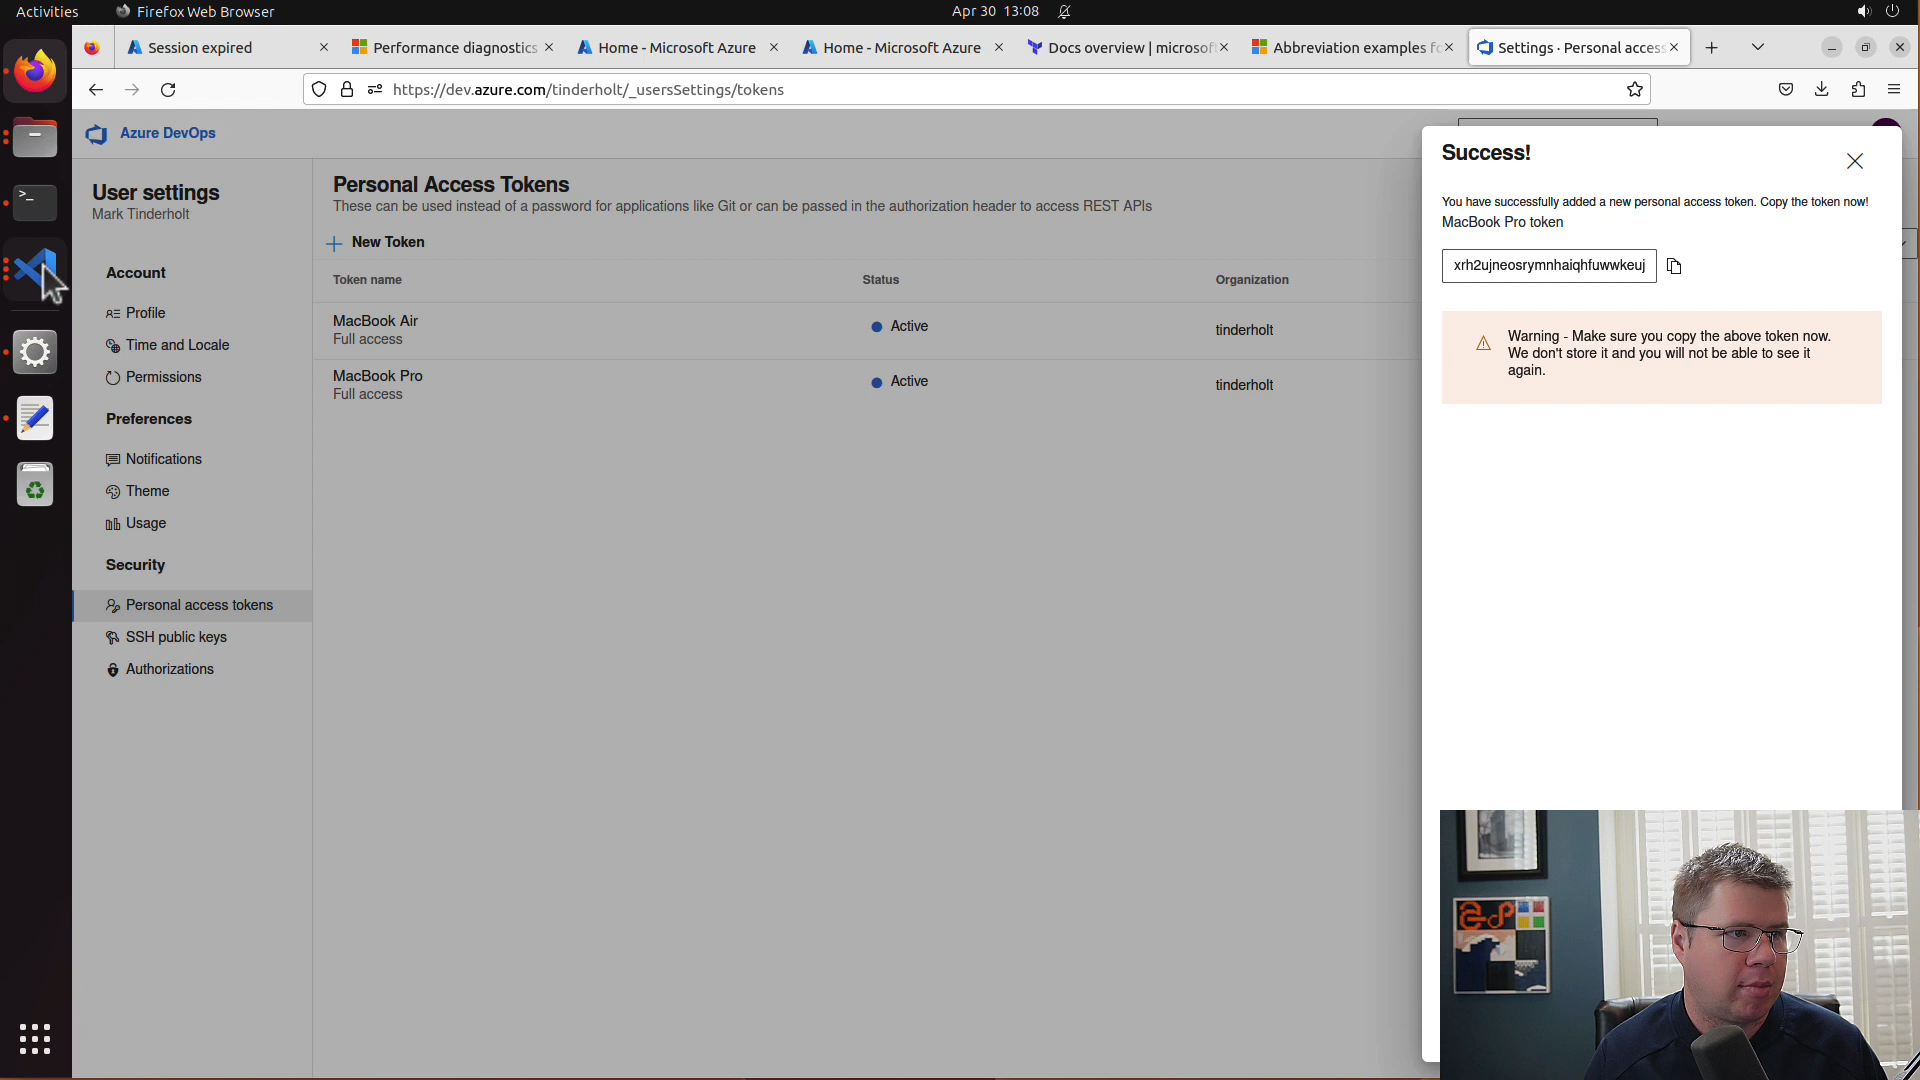 Activities
Firefox Web Browser
Apr 30 13:08
Session expired
Performance diagnostics
Home - Microsoft Azure
Home - Microsoft Azure
Docs overview | microsof
Abbreviation examples fo
Settings · Personal access
https://dev.azure.com/tinderholt/_usersSettings/tokens
Azure DevOps
User settings
Mark Tinderholt
Account
Profile
Time and Locale
Permissions
Preferences
Notifications
Theme
Usage
Security
Personal access tokens
SSH public keys
Authorizations
Personal Access Tokens
These can be used instead of a password for applications like Git or can be passed in the authorization header to access REST APIs
New Token
Token name
Status
Organization
MacBook Air
Full access
Active
tinderholt
MacBook Pro
Full access
Active
tinderholt
Success!
You have successfully added a new personal access token. Copy the token now!
MacBook Pro token
xrh2ujneosrymnhaiqhfuwwkeuj
Warning - Make sure you copy the above token now.
We don't store it and you will not be able to see it
again.